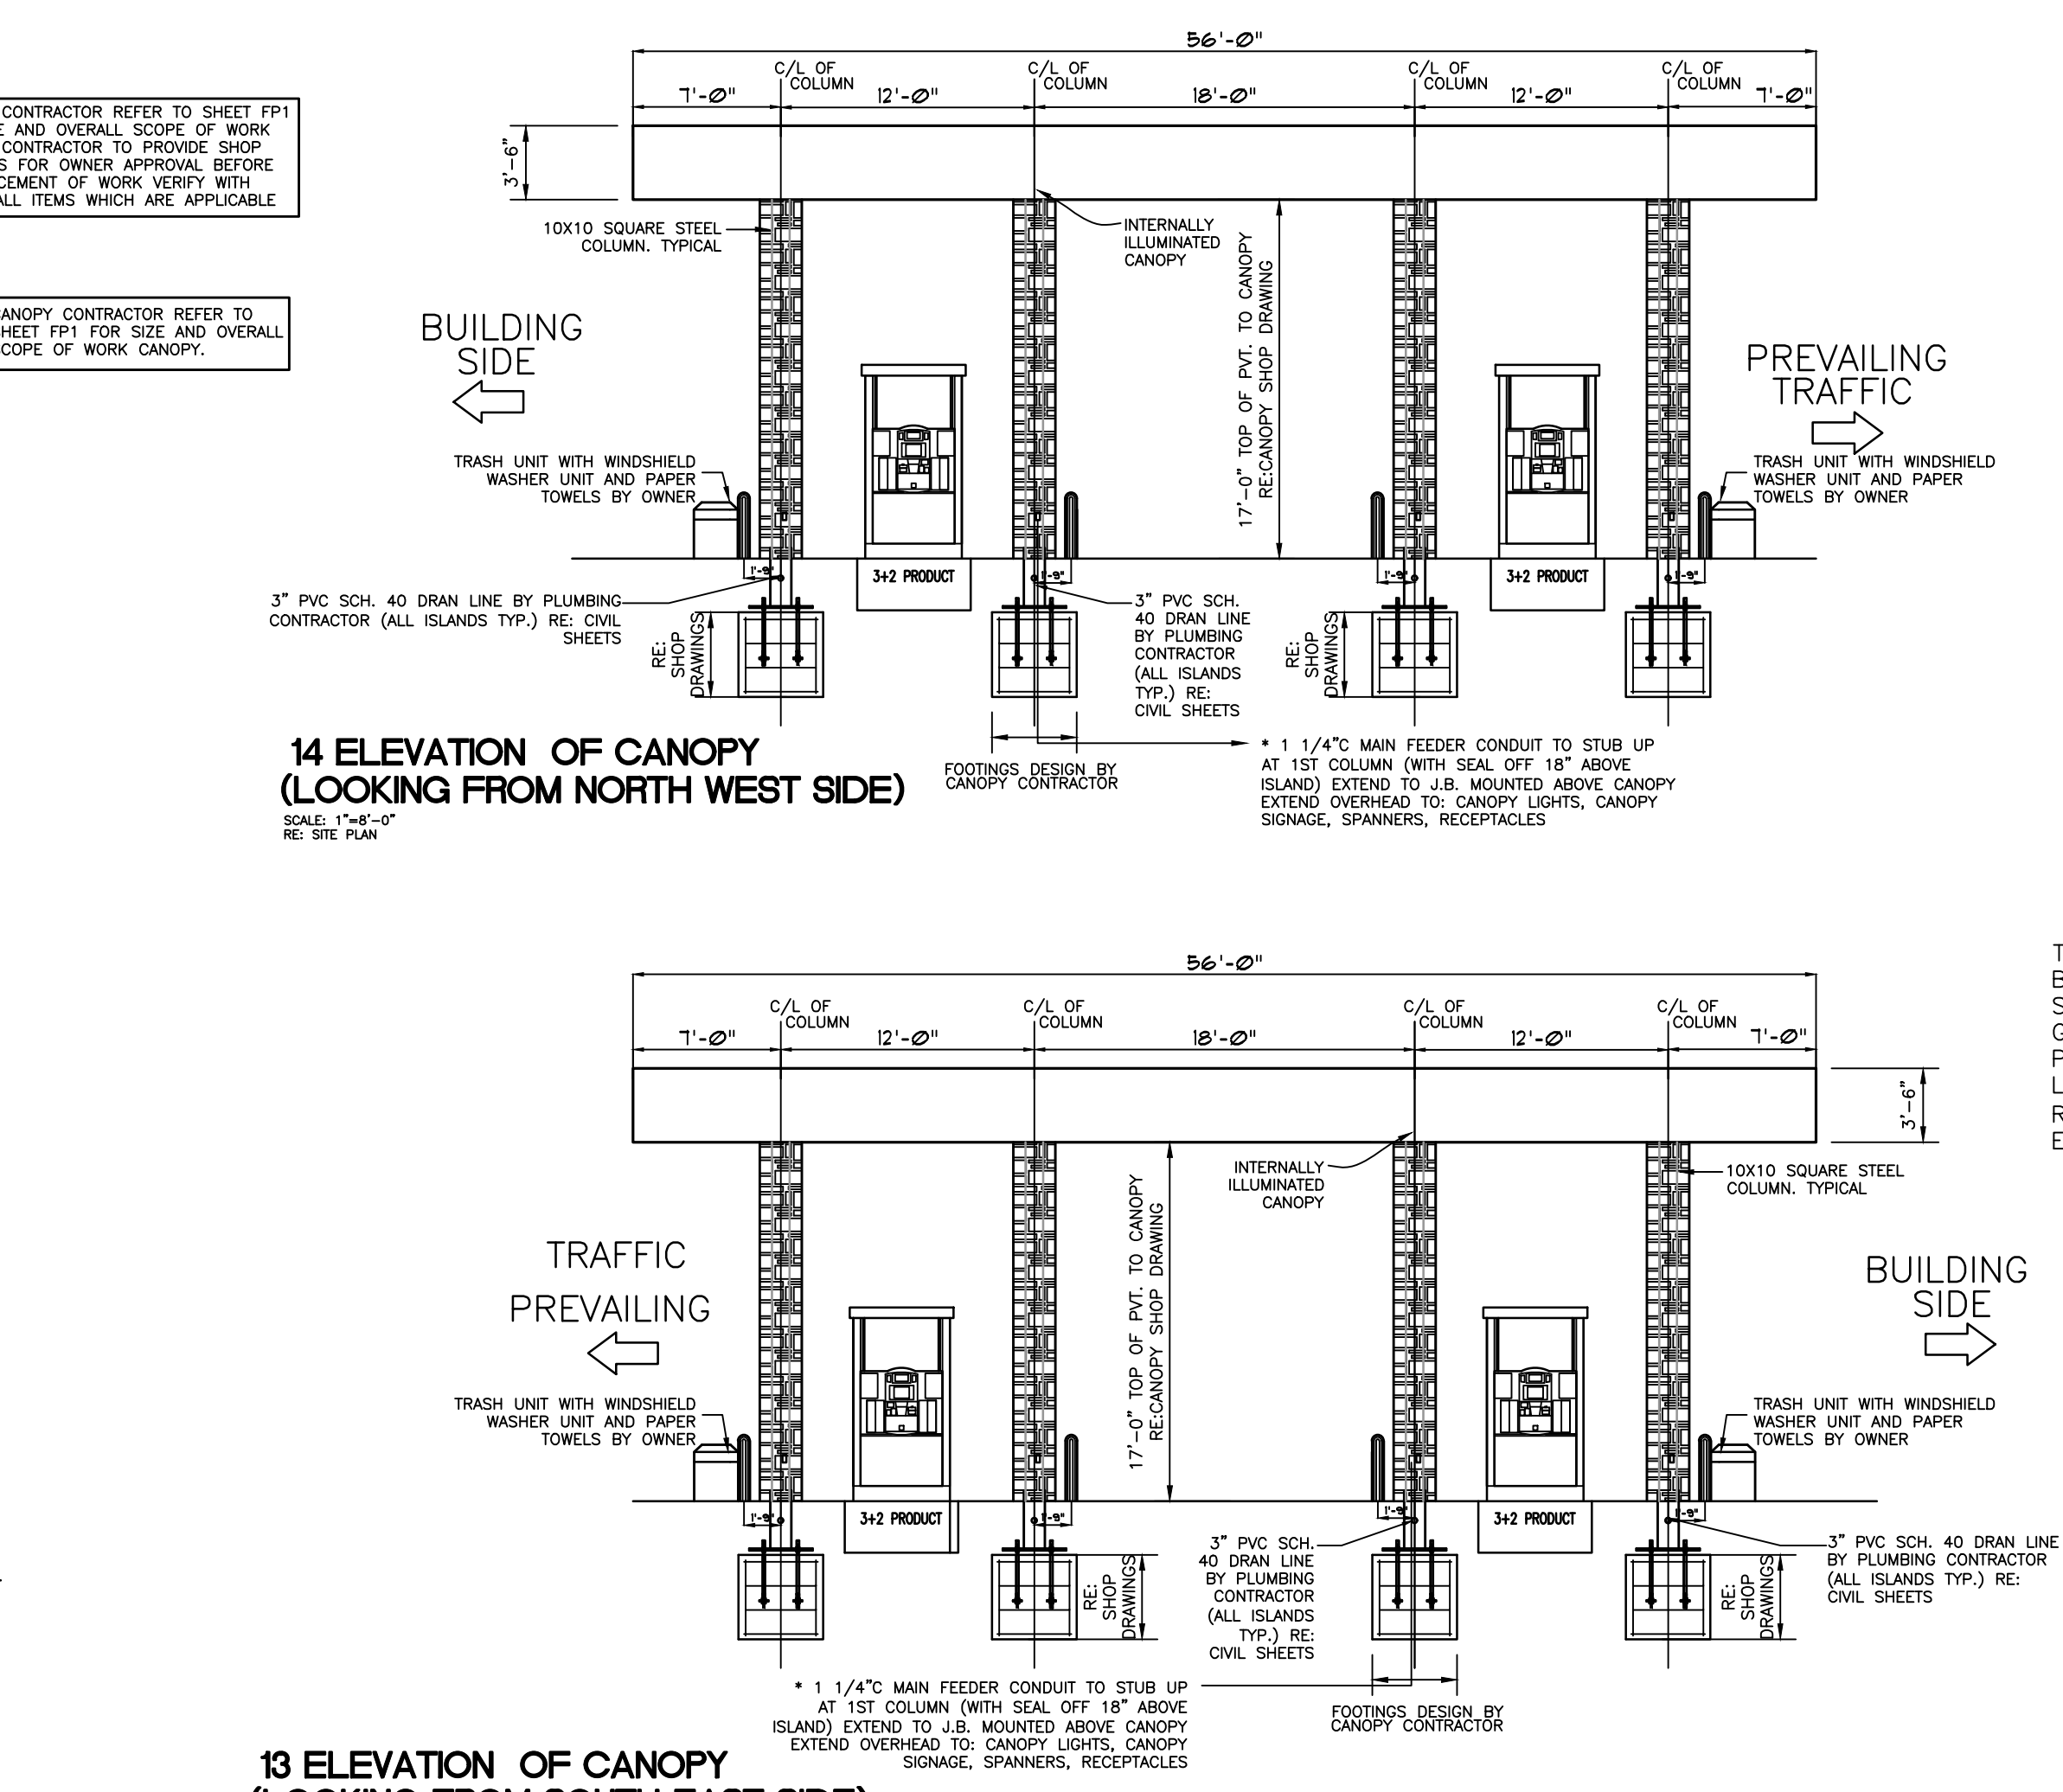 CONTRACTOR REFER TO SHEET FP1
AND OVERALL SCOPE OF WORK
CONTRACTOR TO PROVIDE SHOP
FOR OWNER APPROVAL BEFORE
OF WORK VERIFY WITH
ALL ITEMS WHICH ARE APPLICABLE
CANOPY CONTRACTOR REFER TO
SHEET FP1 FOR SIZE AND OVERALL
SCOPE OF WORK CANOPY.
56'-0"
C/L OF
COLUMN
C/L OF
COLUMN
C/L OF
COLUMN
C/L OF
COLUMN
7'-0"
12'-0"
18'-0"
12'-0"
7'-0"
3'-6"
10X10 SQUARE STEEL
COLUMN. TYPICAL
INTERNALLY
ILLUMINATED
CANOPY
17'-0" TOP OF PVT. TO CANOPY
RE:CANOPY SHOP DRAWING
BUILDING
SIDE
PREVAILING
TRAFFIC
TRASH UNIT WITH WINDSHIELD
WASHER UNIT AND PAPER
TOWELS BY OWNER
TRASH UNIT WITH WINDSHIELD
WASHER UNIT AND PAPER
TOWELS BY OWNER
1'-9"
3+2 PRODUCT
1'-9"
1'-9"
3+2 PRODUCT
1'-9"
3" PVC SCH. 40 DRAN LINE BY PLUMBING
CONTRACTOR (ALL ISLANDS TYP.) RE: CIVIL
SHEETS
RE:
SHOP
DRAWINGS
3" PVC SCH.
40 DRAN LINE
BY PLUMBING
CONTRACTOR
(ALL ISLANDS
TYP.) RE:
CIVIL SHEETS
RE:
SHOP
DRAWINGS
FOOTINGS DESIGN BY
CANOPY CONTRACTOR
* 1 1/4"C MAIN FEEDER CONDUIT TO STUB UP
AT 1ST COLUMN (WITH SEAL OFF 18" ABOVE
ISLAND) EXTEND TO J.B. MOUNTED ABOVE CANOPY
EXTEND OVERHEAD TO: CANOPY LIGHTS, CANOPY
SIGNAGE, SPANNERS, RECEPTACLES
14 ELEVATION OF CANOPY
(LOOKING FROM NORTH WEST SIDE)
SCALE: 1"=8'-0"
RE: SITE PLAN
56'-0"
C/L OF
COLUMN
C/L OF
COLUMN
C/L OF
COLUMN
C/L OF
COLUMN
7'-0"
12'-0"
18'-0"
12'-0"
7'-0"
3'-6"
INTERNALLY
ILLUMINATED
CANOPY
10X10 SQUARE STEEL
COLUMN. TYPICAL
17'-0" TOP OF PVT. TO CANOPY
RE:CANOPY SHOP DRAWING
TRAFFIC
PREVAILING
BUILDING
SIDE
TRASH UNIT WITH WINDSHIELD
WASHER UNIT AND PAPER
TOWELS BY OWNER
TRASH UNIT WITH WINDSHIELD
WASHER UNIT AND PAPER
TOWELS BY OWNER
1'-9"
3+2 PRODUCT
1'-9"
1'-9"
3+2 PRODUCT
1'-9"
RE:
SHOP
DRAWINGS
3" PVC SCH.
40 DRAN LINE
BY PLUMBING
CONTRACTOR
(ALL ISLANDS
TYP.) RE:
CIVIL SHEETS
RE:
SHOP
DRAWINGS
3" PVC SCH. 40 DRAN LINE
BY PLUMBING CONTRACTOR
(ALL ISLANDS TYP.) RE:
CIVIL SHEETS
* 1 1/4"C MAIN FEEDER CONDUIT TO STUB UP
AT 1ST COLUMN (WITH SEAL OFF 18" ABOVE
ISLAND) EXTEND TO J.B. MOUNTED ABOVE CANOPY
EXTEND OVERHEAD TO: CANOPY LIGHTS, CANOPY
SIGNAGE, SPANNERS, RECEPTACLES
FOOTINGS DESIGN BY
CANOPY CONTRACTOR
13 ELEVATION OF CANOPY
(LOOKING FROM SOUTH EAST SIDE)